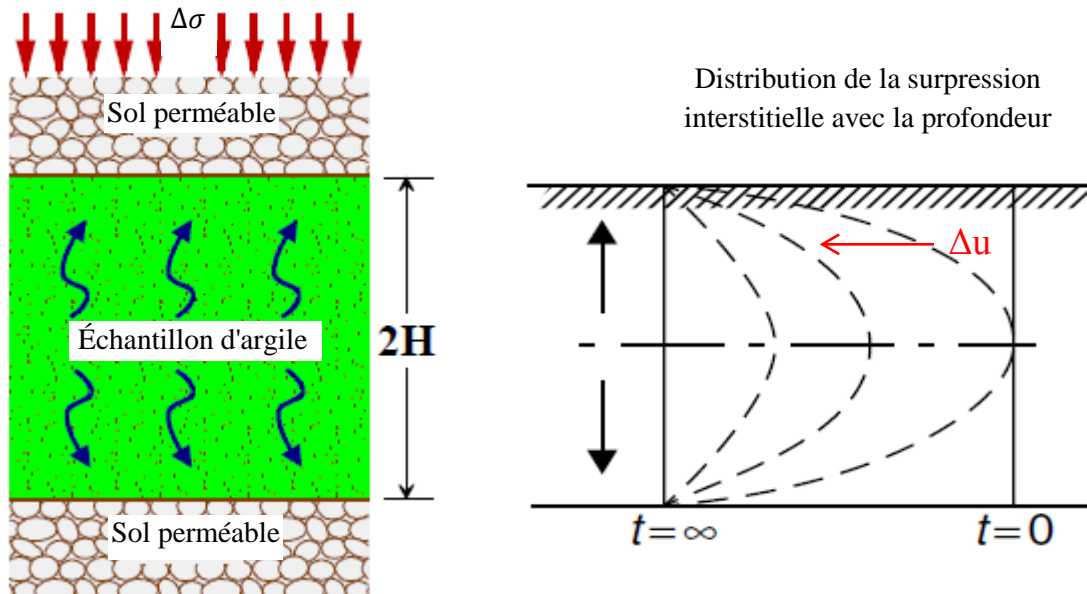 Δσ
Sol perméable
Échantillon d'argile
2H
Sol perméable
Distribution de la surpression
interstitielle avec la profondeur
Δu
t=∞
t=0